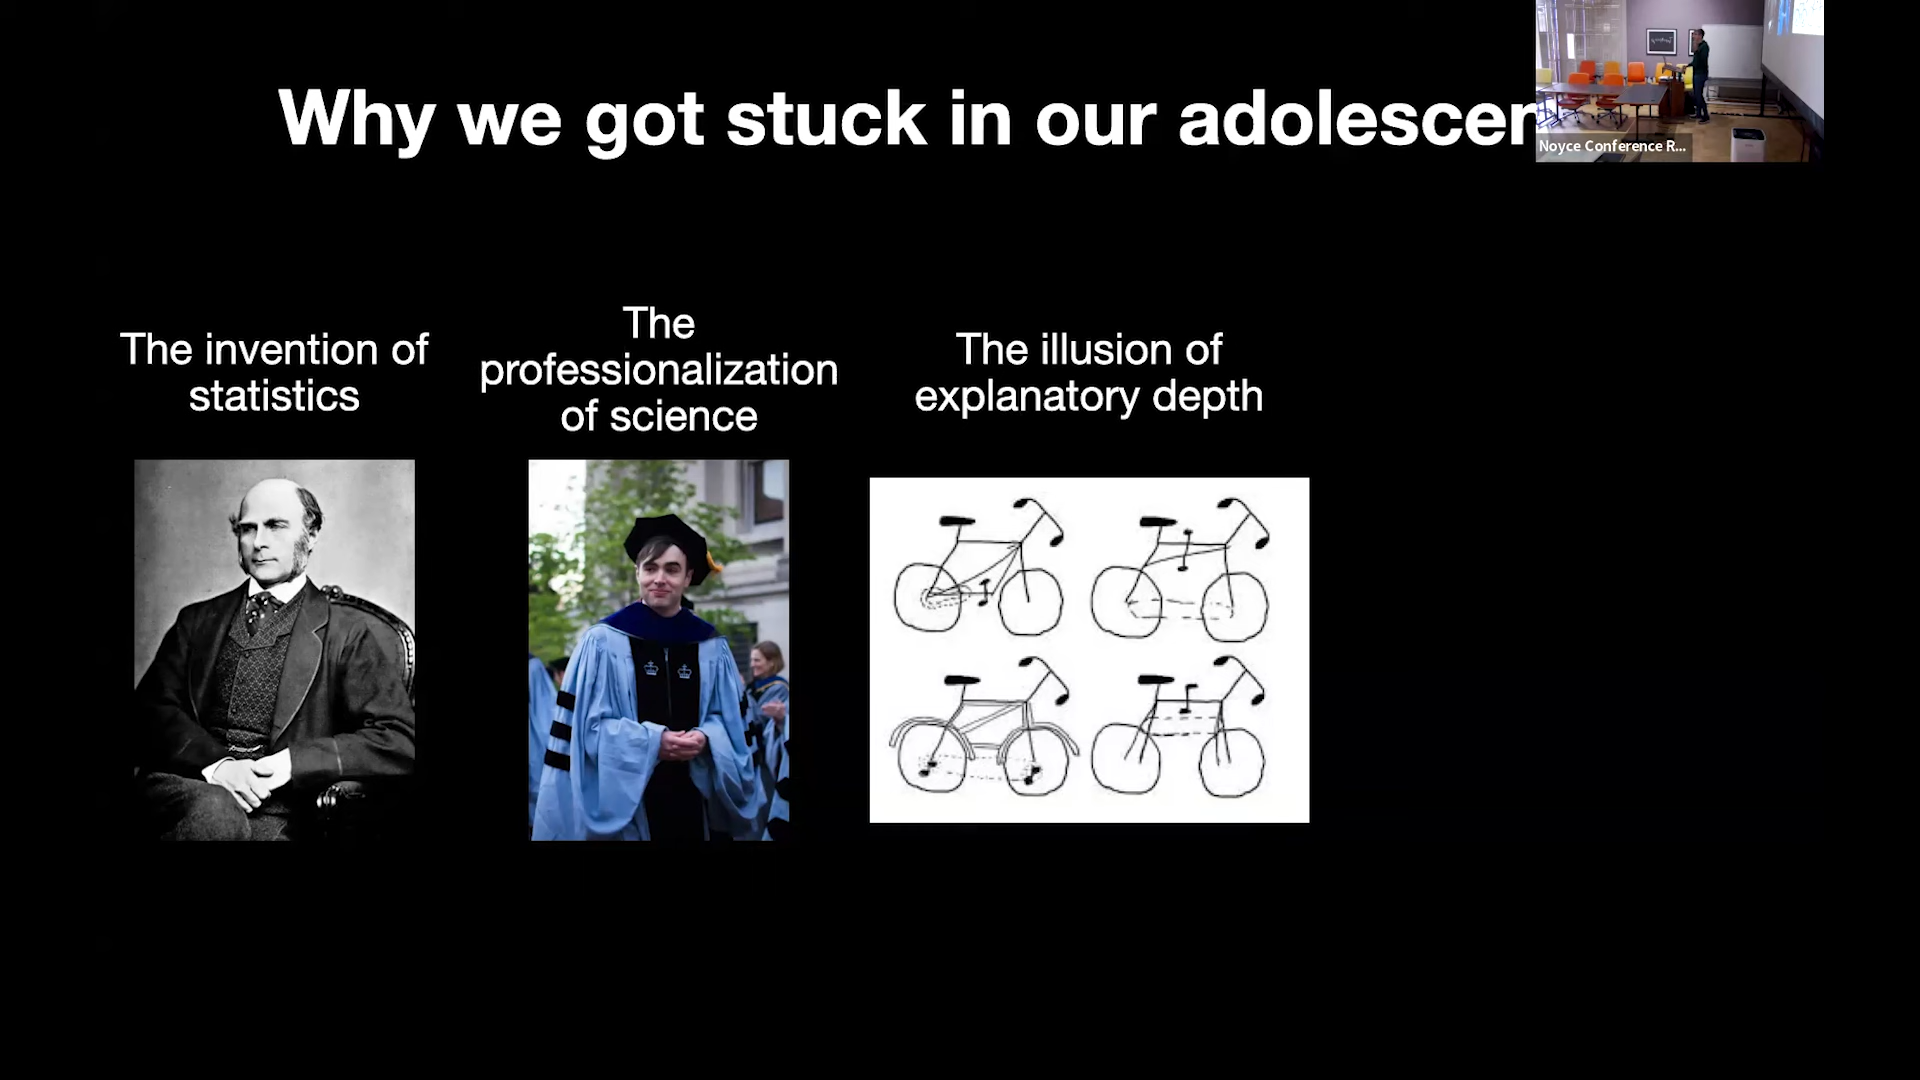 Why we got stuck in our adolescen
Noyce Conference R...
The invention of
statistics
The
professionalization
of science
The illusion of
explanatory depth